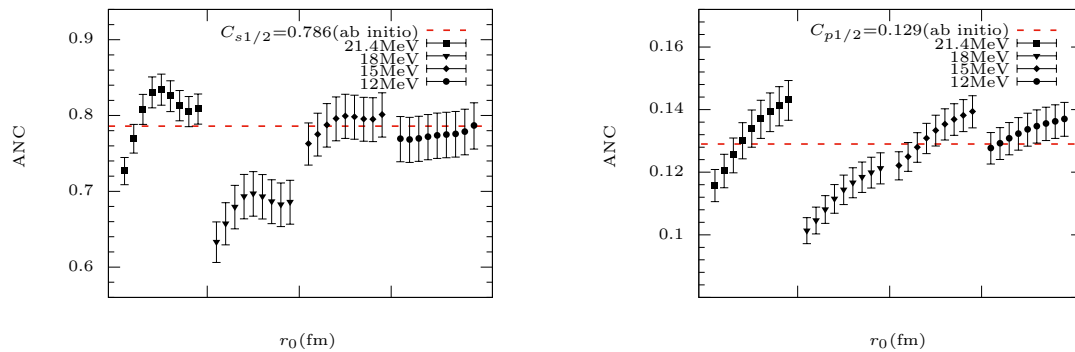 C_{s1/2}=0.786(ab initio)
21.4MeV
18MeV
15MeV
12MeV
0.9
0.8
0.7
0.6
ANC
r_0(fm)
C_{p1/2}=0.129(ab initio)
21.4MeV
18MeV
15MeV
12MeV
0.16
0.14
0.12
0.1
ANC
r_0(fm)